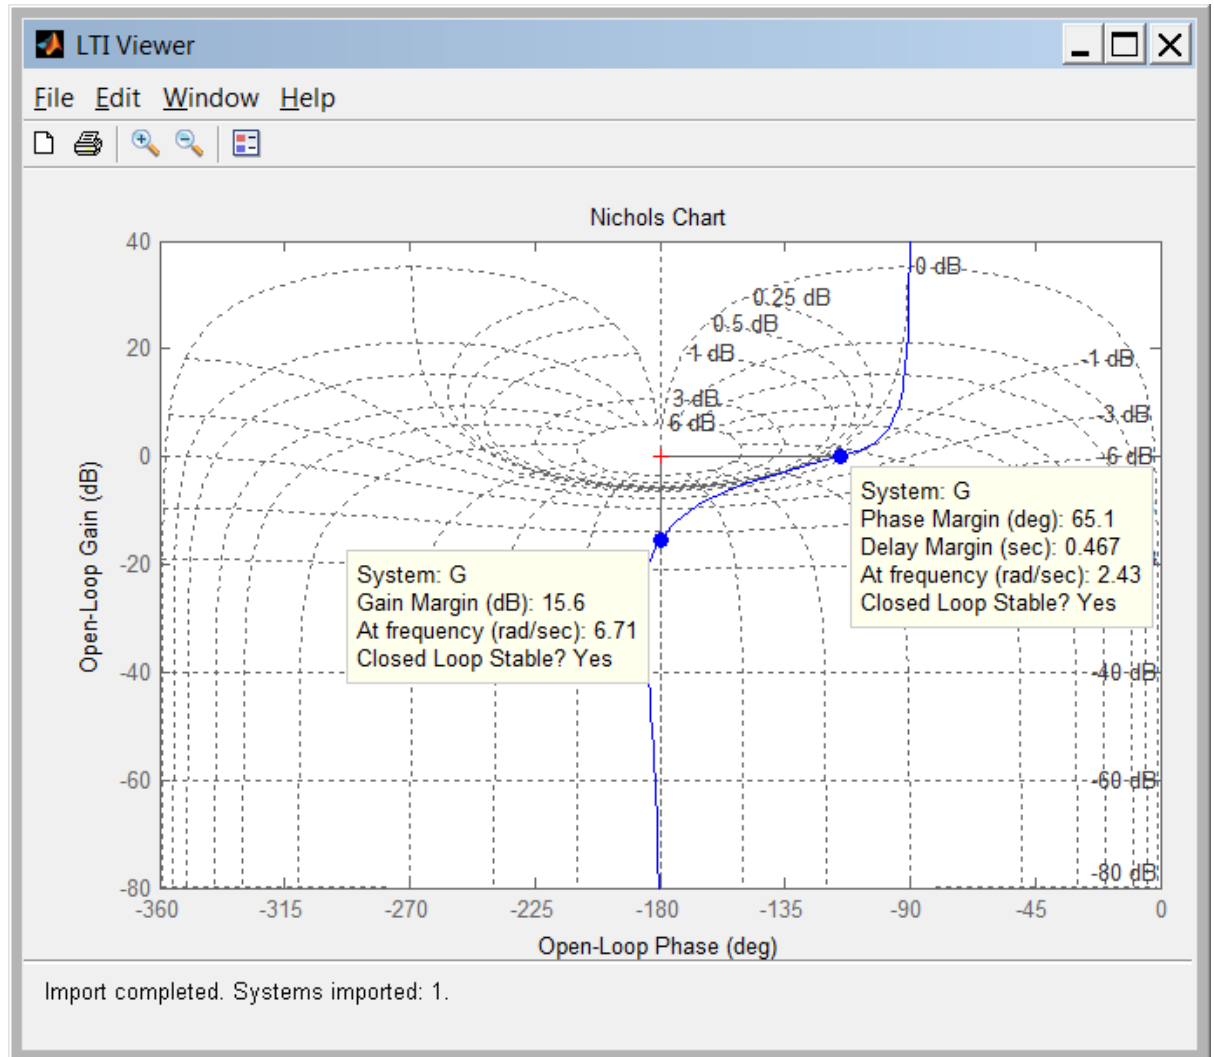 LTI Viewer
File Edit Window Help
Nichols Chart
40
20
0
-20
-40
-60
-80
Open-Loop Gain (dB)
0 dB
0.25 dB
0.5 dB
1 dB
3 dB
6 dB
-1 dB
-3 dB
-6 dB
System: G
Phase Margin (deg): 65.1
Delay Margin (sec): 0.467
At frequency (rad/sec): 2.43
Closed Loop Stable? Yes
System: G
Gain Margin (dB): 15.6
At frequency (rad/sec): 6.71
Closed Loop Stable? Yes
-40 dB
-60 dB
-80 dB
-360 -315 -270 -225 -180 -135 -90 -45 0
Open-Loop Phase (deg)
Import completed. Systems imported: 1.